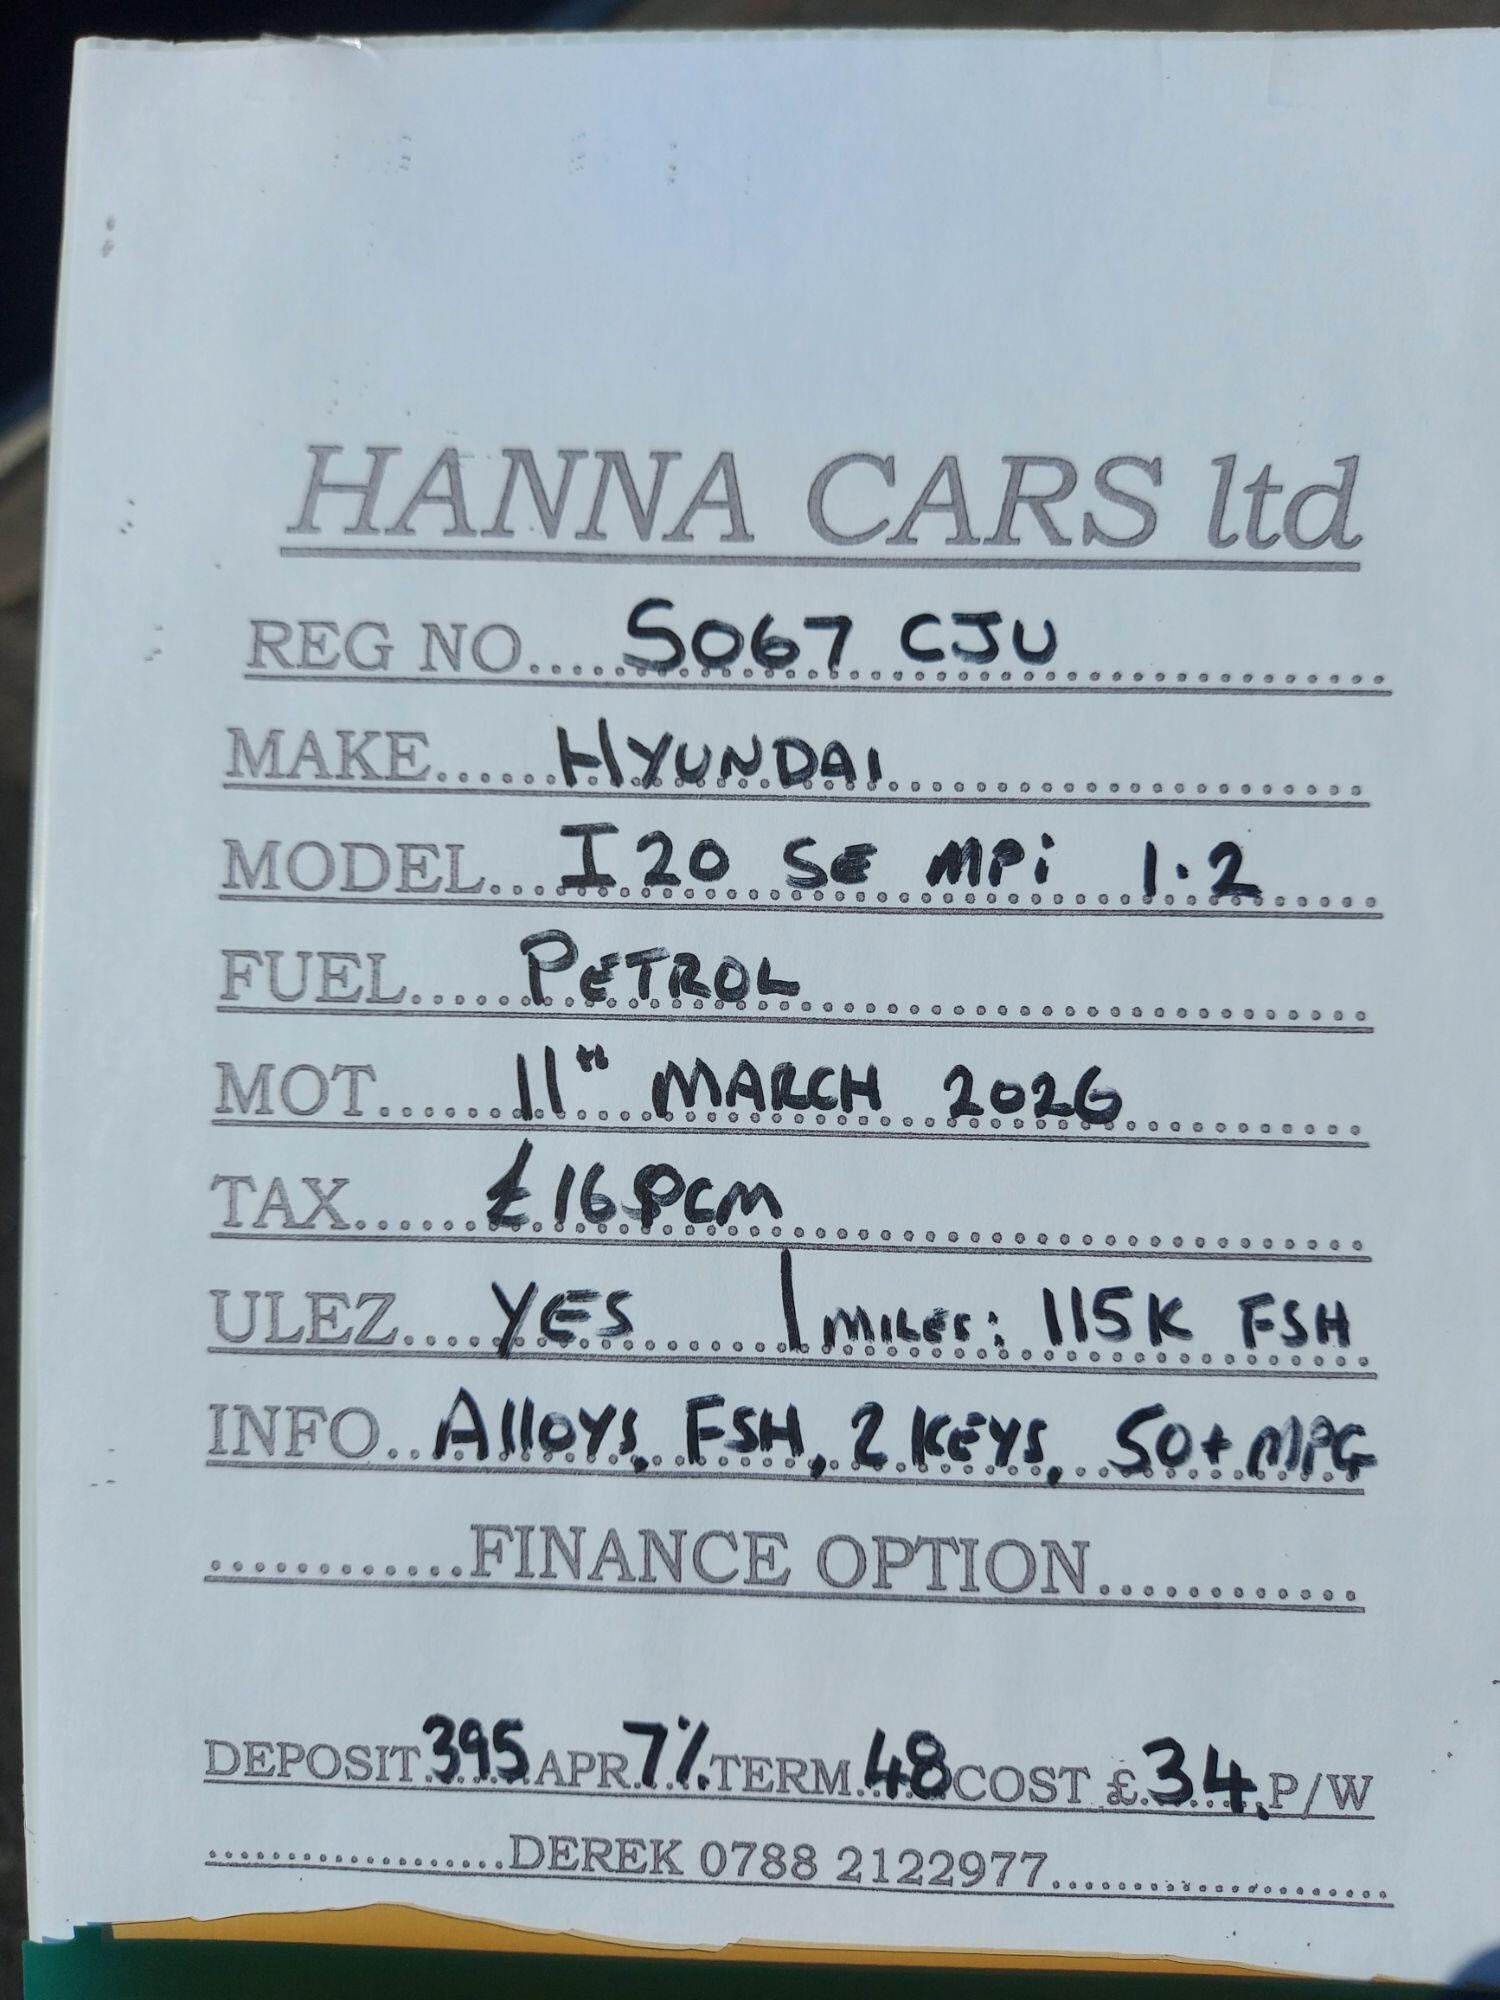 HANNA CARS ltd
REG NO..... SO67 CJU
MAKE...... HYUNDAI
MODEL.... I20 SE MPi 1.2
FUEL...... PETROL
MOT...... 11th MARCH 2026
TAX...... £16 PCM
ULEZ.... YES | MILES: 115K FSH
INFO.. Alloys, FSH, 2 KEYS, 50+ MPG
............FINANCE OPTION............
DEPOSIT 395 APR 7% TERM 48 COST £ 34. P/W
...................DEREK 0788 2122977...................